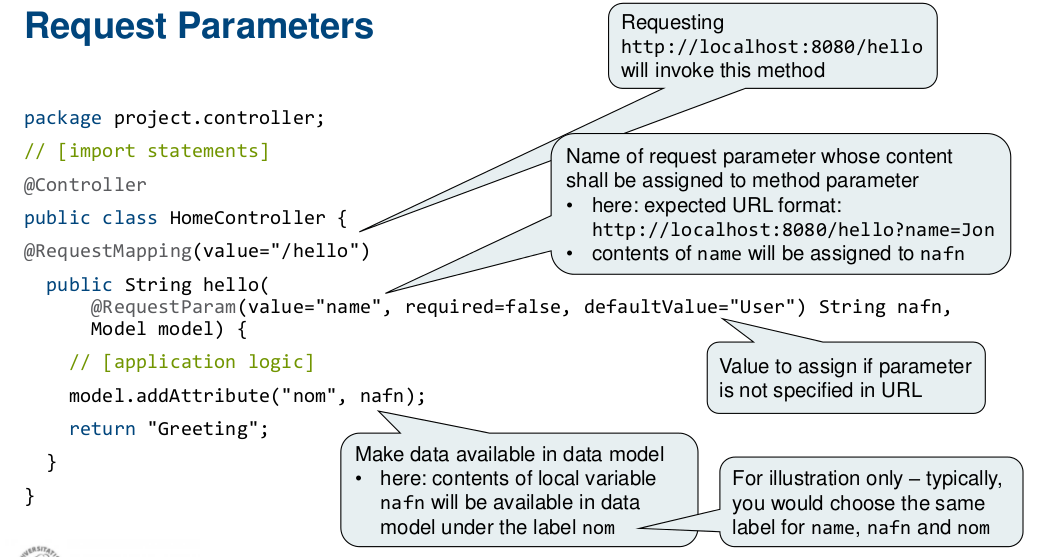 Request Parameters
Requesting
http://localhost:8080/hello
will invoke this method
package project.controller;
// [import statements]
@Controller
public class HomeController {
@RequestMapping(value="/hello")
public String hello(
@RequestParam(value="name", required=false, defaultValue="User") String nafn,
Model model) {
// [application logic]
model.addAttribute("nom", nafn);
return "Greeting";
}
}
Name of request parameter whose content
shall be assigned to method parameter
• here: expected URL format:
http://localhost:8080/hello?name=Jon
• contents of name will be assigned to nafn
Value to assign if parameter
is not specified in URL
Make data available in data model
• here: contents of local variable
nafn will be available in data
model under the label nom
For illustration only – typically,
you would choose the same
label for name, nafn and nom